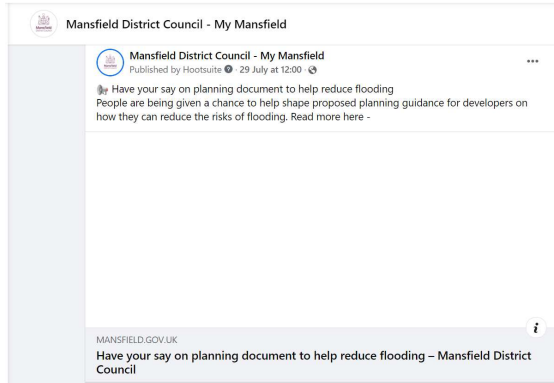 Mansfield District Council - My Mansfield
Mansfield District Council - My Mansfield
Published by Hootsuite · 29 July at 12:00 ·
Have your say on planning document to help reduce flooding
People are being given a chance to help shape proposed planning guidance for developers on
how they can reduce the risks of flooding. Read more here -
MANSFIELD.GOV.UK
Have your say on planning document to help reduce flooding – Mansfield District
Council